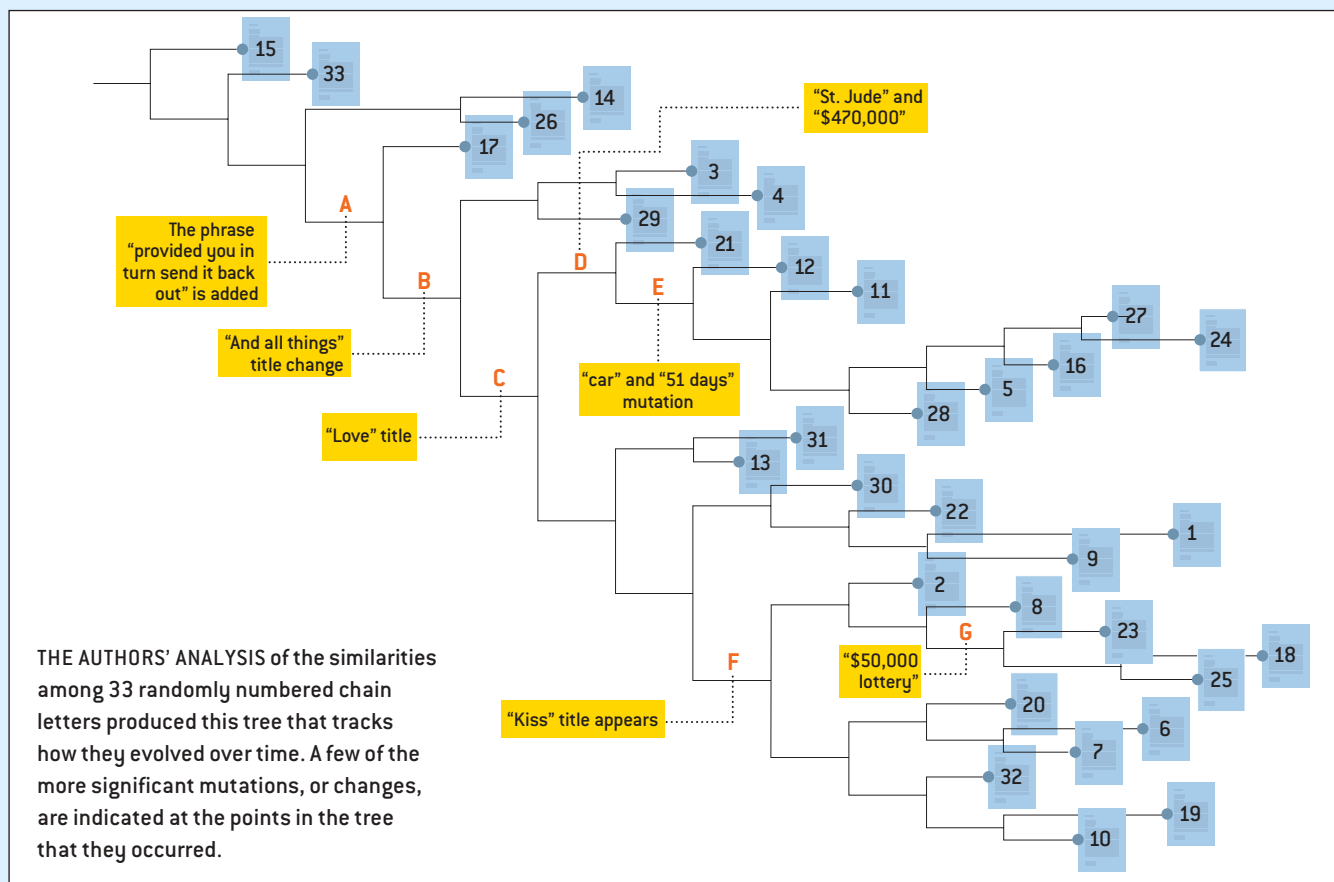 15
33
14
26
17
“St. Jude” and
“$470,000”
3
4
29
A
The phrase
“provided you in
turn send it back
out” is added
21
D
12
B
E
11
27
24
“And all things”
title change
16
C
“car” and “51 days”
mutation
5
28
“Love” title
31
13
30
22
1
9
2
8
G
23
18
THE AUTHORS’ ANALYSIS of the similarities
among 33 randomly numbered chain
letters produced this tree that tracks
how they evolved over time. A few of the
more significant mutations, or changes,
are indicated at the points in the tree
that they occurred.
F
“$50,000
lottery”
25
“Kiss” title appears
20
6
7
32
19
10